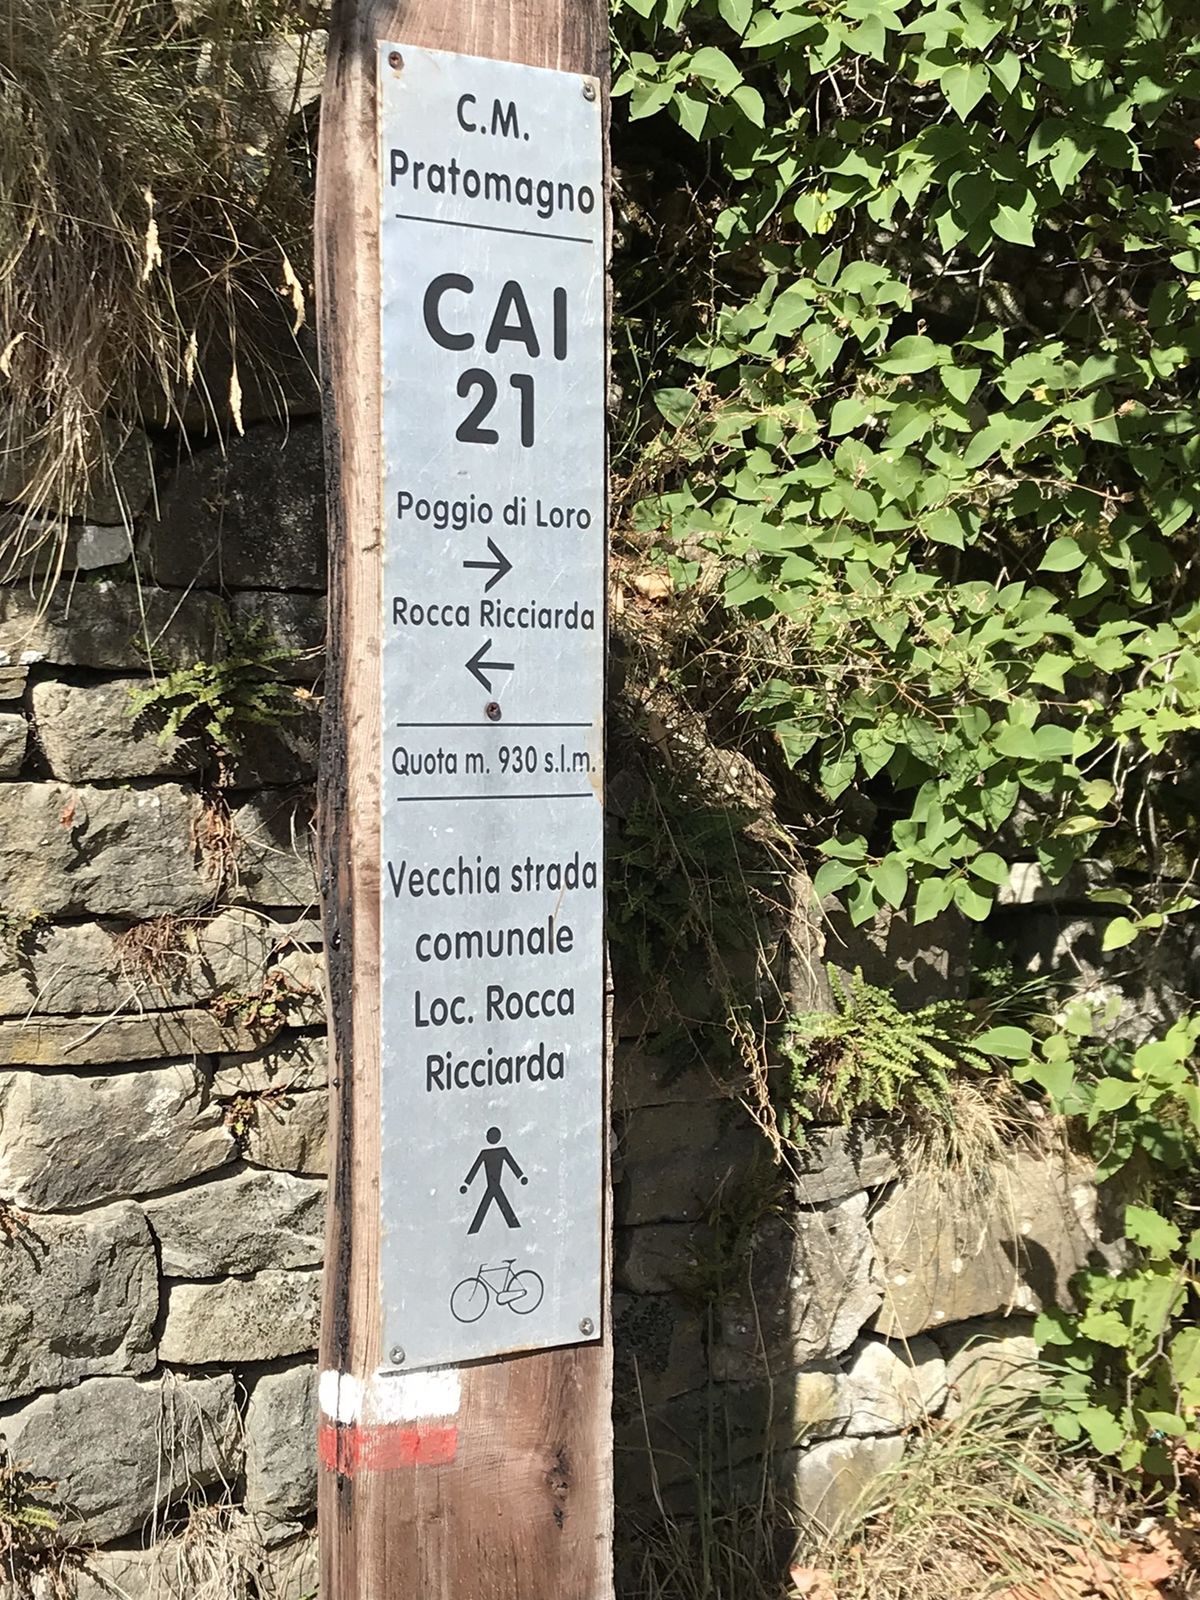 C.M.
Pratomagno
CAI
21
Poggio di Loro
→
Rocca Ricciarda
←
Quota m. 930 s.l.m.
Vecchia strada
comunale
Loc. Rocca
Ricciarda